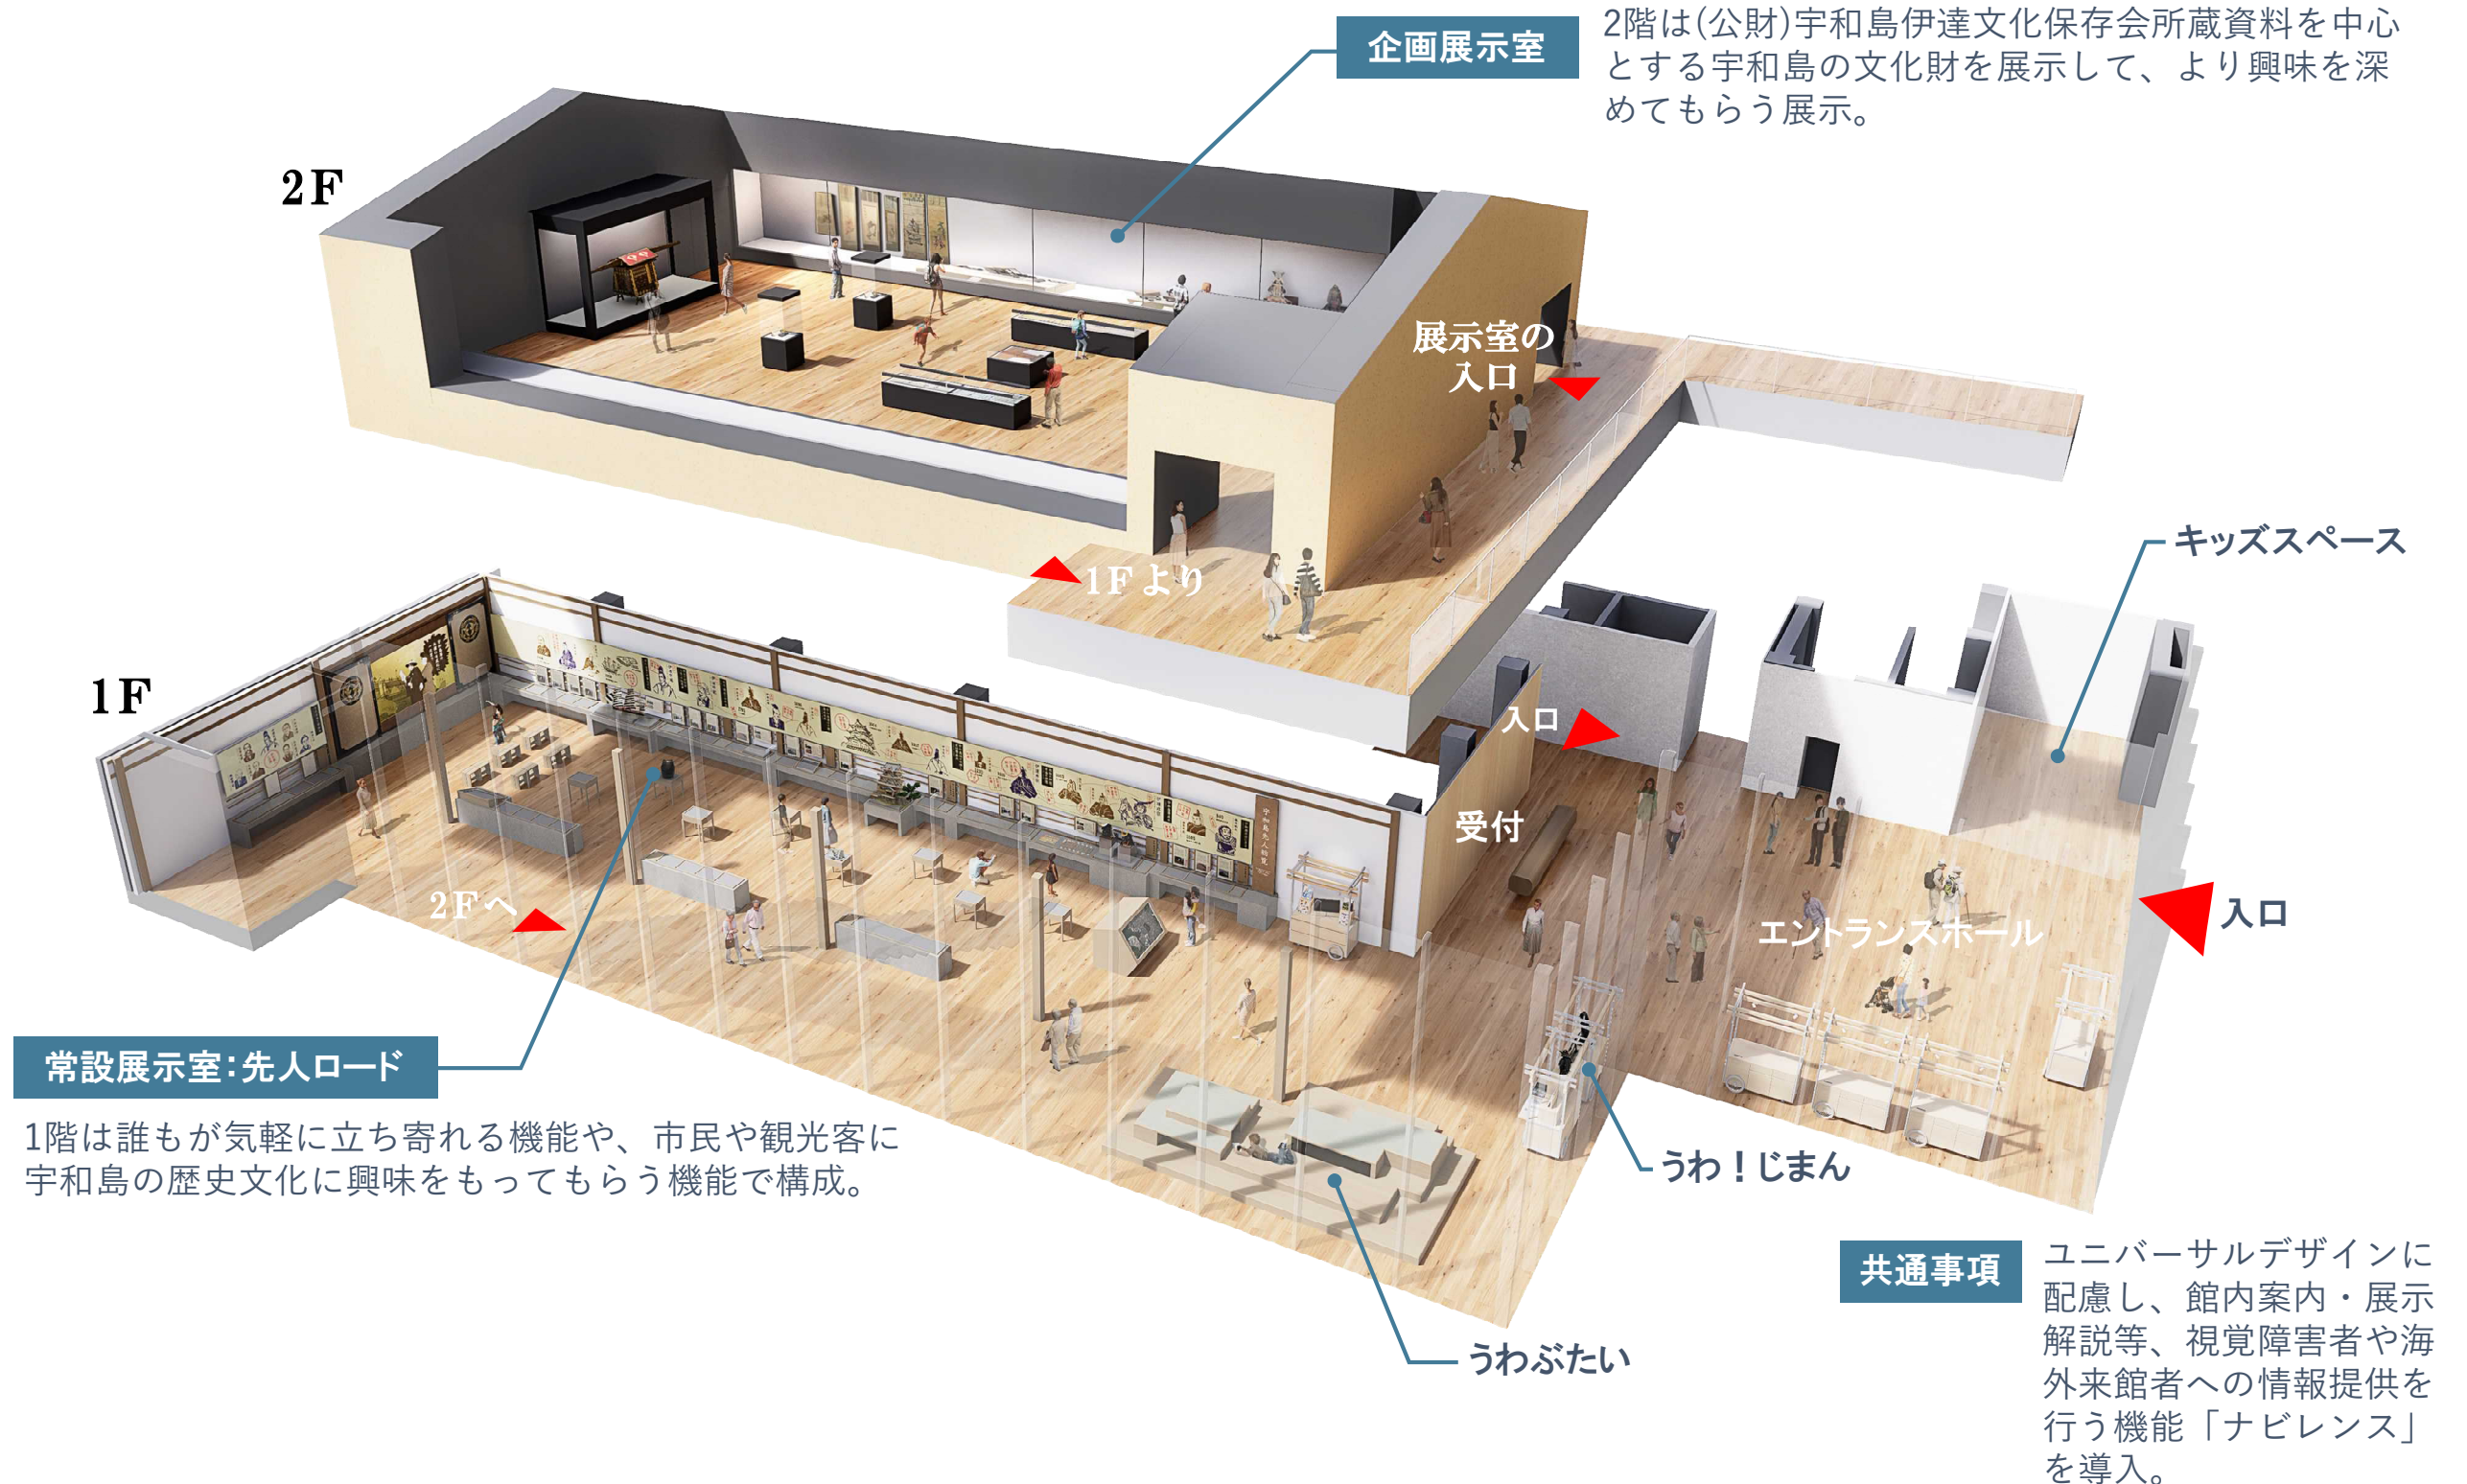 企画展示室
2階は(公財)宇和島伊達文化保存会所蔵資料を中心
とする宇和島の文化財を展示して、より興味を深
めてもらう展示。
2F
展示室の
入口
1Fより
キッズスペース
1F
入口
受付
宇和島先人総覧
2Fへ
エントランスホール
入口
常設展示室：先人ロード
1階は誰もが気軽に立ち寄れる機能や、市民や観光客に
宇和島の歴史文化に興味をもってもらう機能で構成。
うわ！じまん
うわぶたい
共通事項
ユニバーサルデザインに
配慮し、館内案内・展示
解説等、視覚障害者や海
外来館者への情報提供を
行う機能「ナビレンス」
を導入。